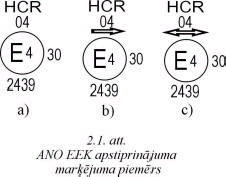 HCR HCR HCR
04 04 04
E4 30 E4 30 E4 30
2439 2439 2439
a) b) c)
2.1. att.
ANO EEK apstiprinājuma
marķējuma piemērs